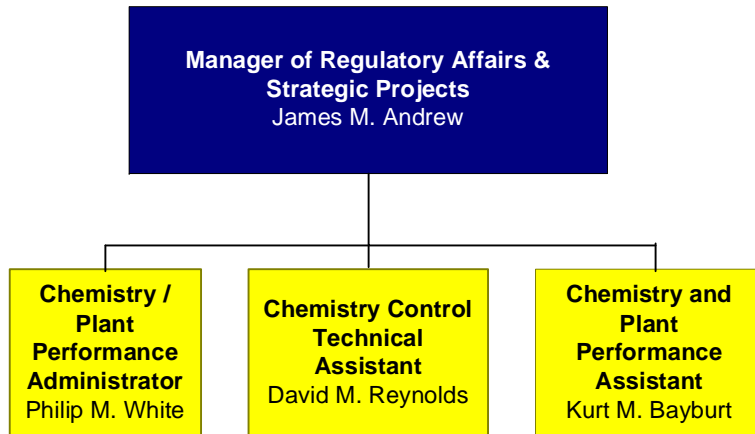 Manager of Regulatory Affairs &
Strategic Projects
James M. Andrew
Chemistry /
Plant
Performance
Administrator
Philip M. White
Chemistry Control
Technical
Assistant
David M. Reynolds
Chemistry and
Plant
Performance
Assistant
Kurt M. Bayburt